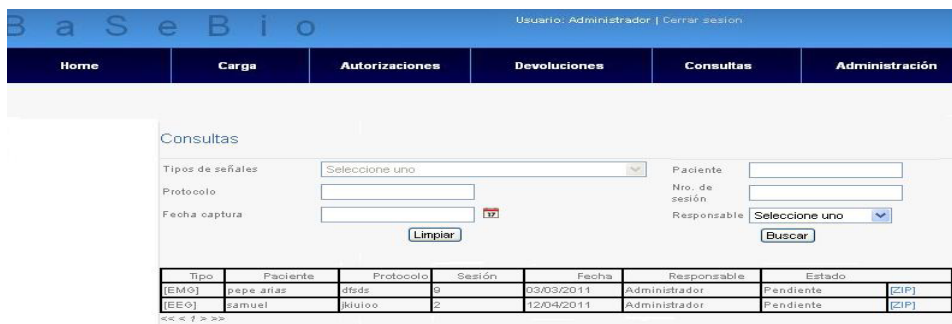 BaSeBio
Usuario: Administrador | Cerrar sesion
Home Carga Autorizaciones Devoluciones Consultas Administración
Consultas
Tipos de señales Seleccione uno Paciente
Protocolo Nro. de sesión
Fecha captura 17 Responsable Seleccione uno
Limpiar Buscar
Tipo Paciente Protocolo Sesión Fecha Responsable Estado
[EMG] pepe arias dfsds 9 03/03/2011 Administrador Pendiente [ZIP]
[EEG] samuel jkiuioo 2 12/04/2011 Administrador Pendiente [ZIP]
<< < 1 > >>